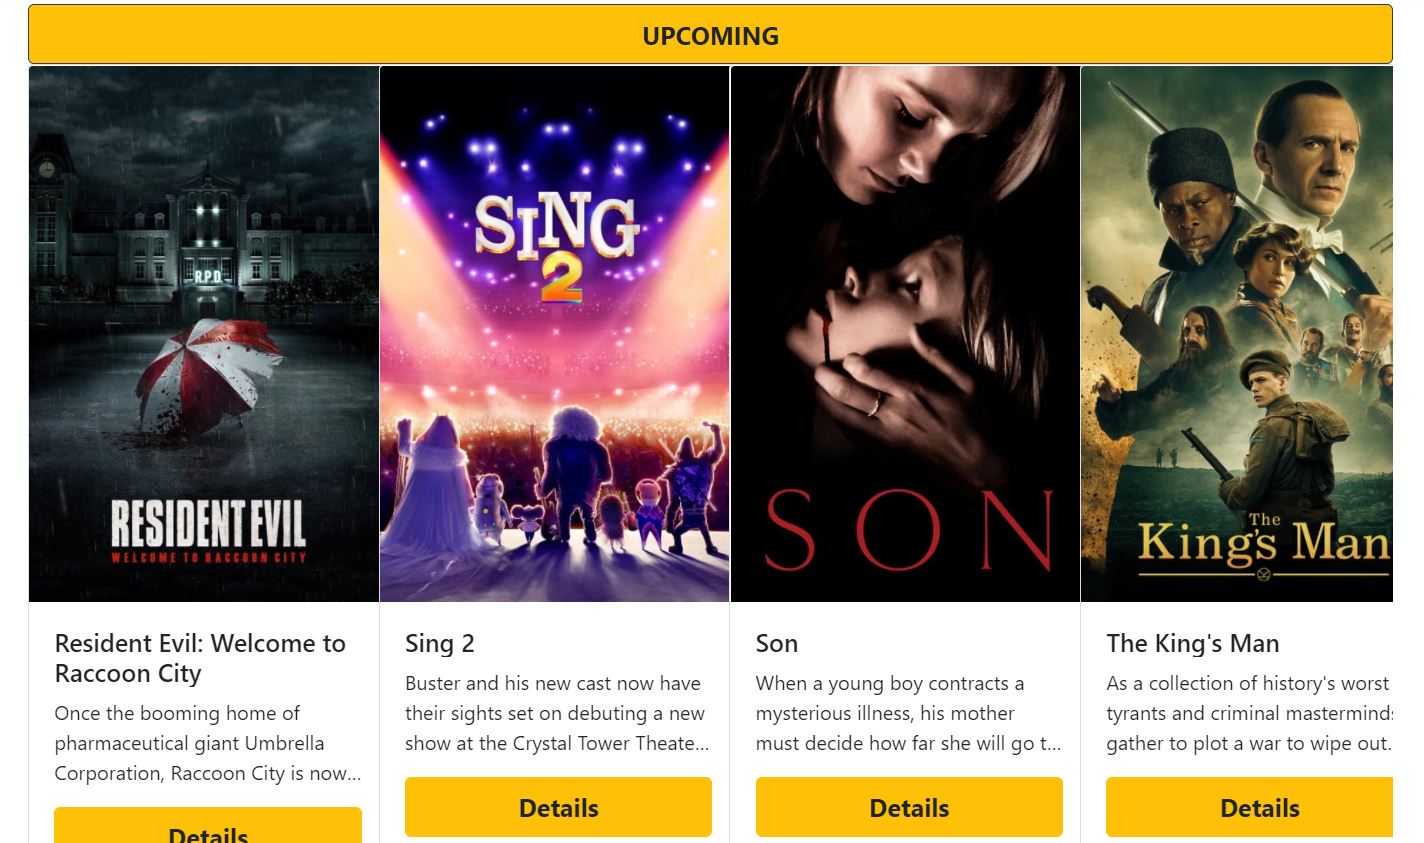 UPCOMING
R.P.D.
RESIDENT EVIL
WELCOME TO RACCOON CITY
SING
2
SON
The
King's Man
Resident Evil: Welcome to
Raccoon City
Once the booming home of
pharmaceutical giant Umbrella
Corporation, Raccoon City is now...
Details
Sing 2
Buster and his new cast now have
their sights set on debuting a new
show at the Crystal Tower Theate...
Details
Son
When a young boy contracts a
mysterious illness, his mother
must decide how far she will go t...
Details
The King's Man
As a collection of history's worst
tyrants and criminal masterminds
gather to plot a war to wipe out.
Details